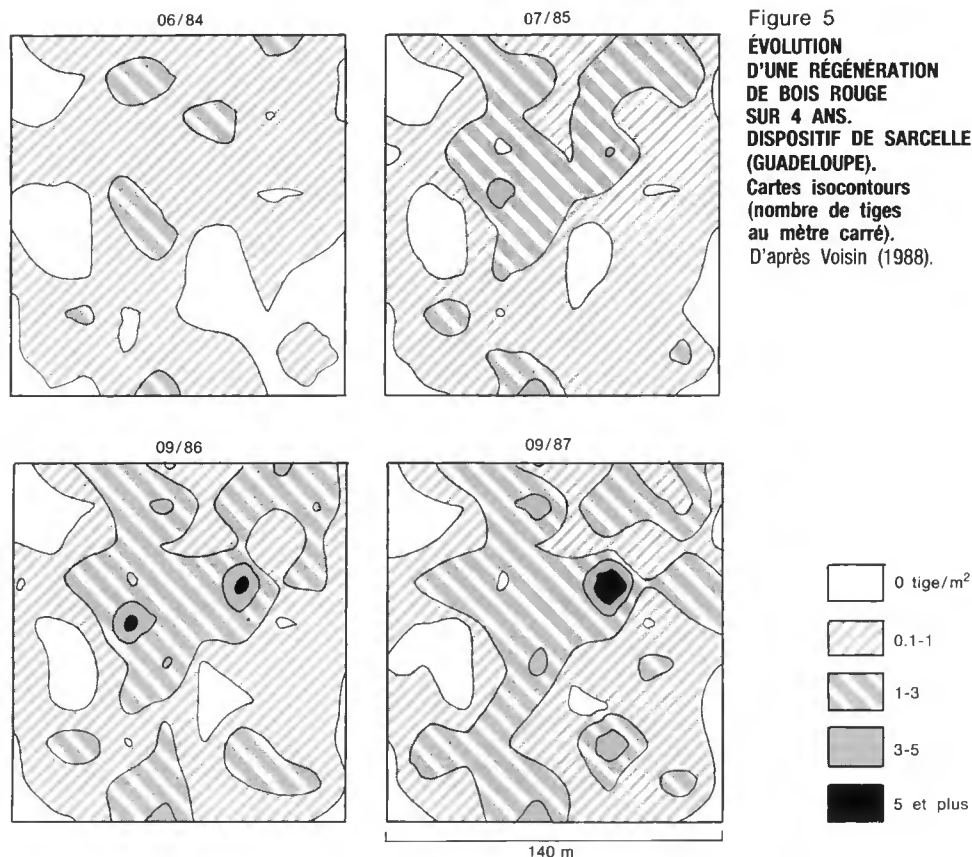 06/84
07/85
Figure 5
ÉVOLUTION
D'UNE RÉGÉNÉRATION
DE BOIS ROUGE
SUR 4 ANS.
DISPOSITIF DE SARCELLE
(GUADELOUPE).
Cartes isocontours
(nombre de tiges
au mètre carré).
D'après Voisin (1988).
09/86
09/87
0 tige/m²
0.1-1
1-3
3-5
5 et plus
140 m